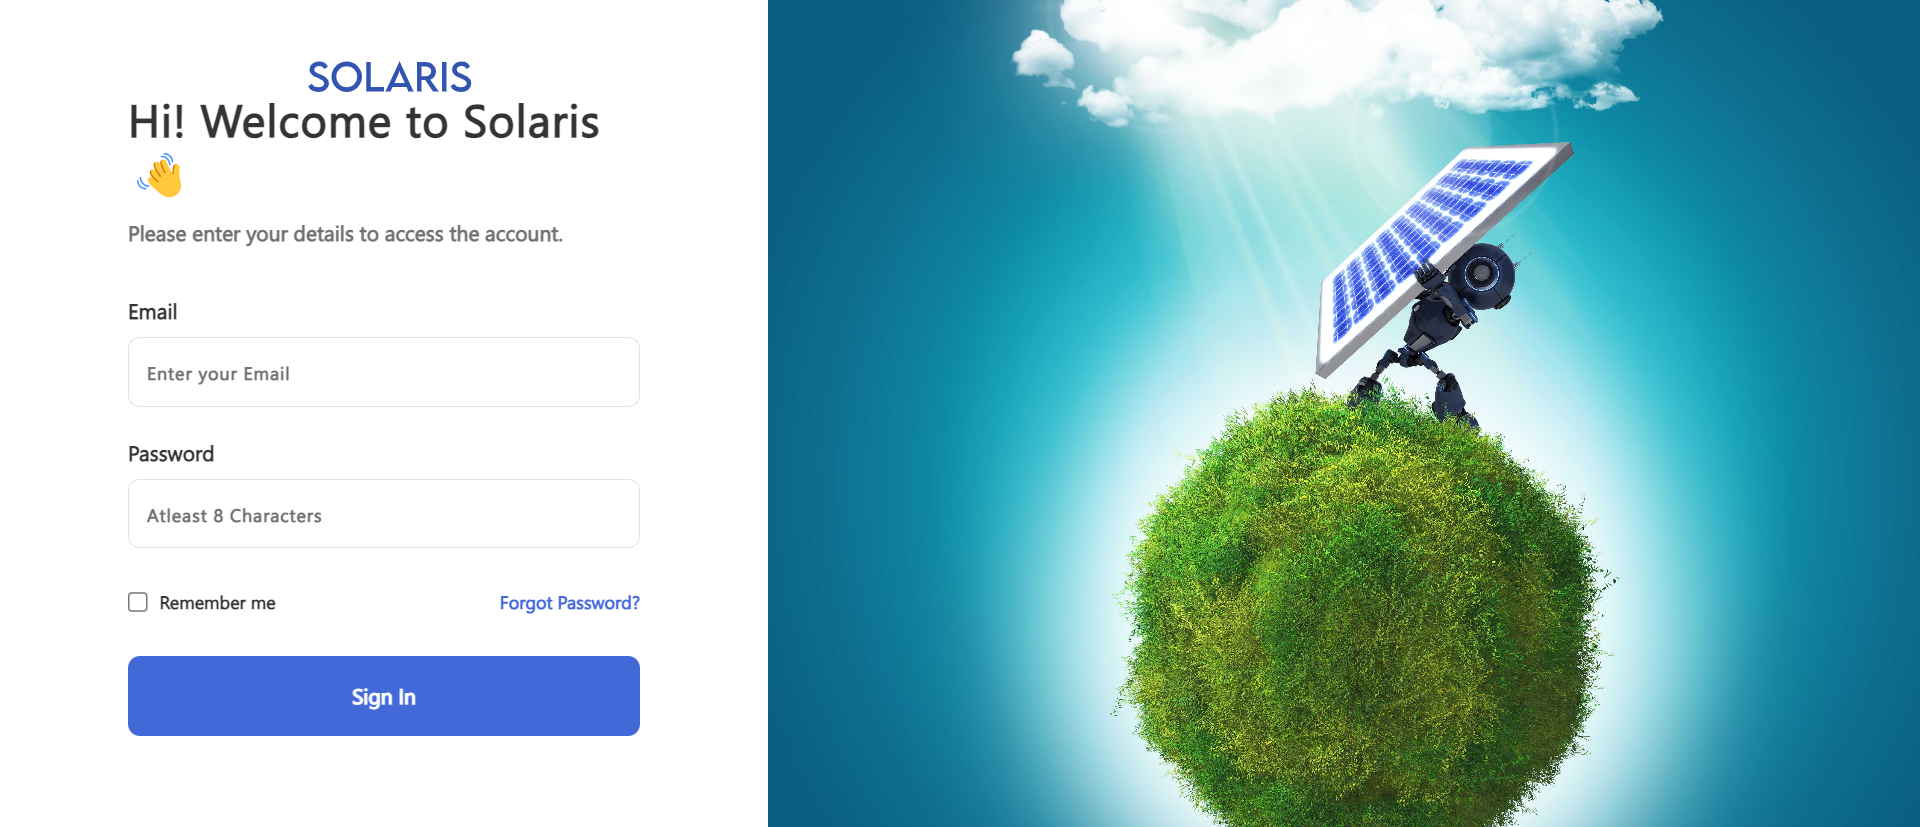 SOLARIS
Hi! Welcome to Solaris
👋
Please enter your details to access the account.
Email
Enter your Email
Password
Atleast 8 Characters
Remember me
Forgot Password?
Sign In